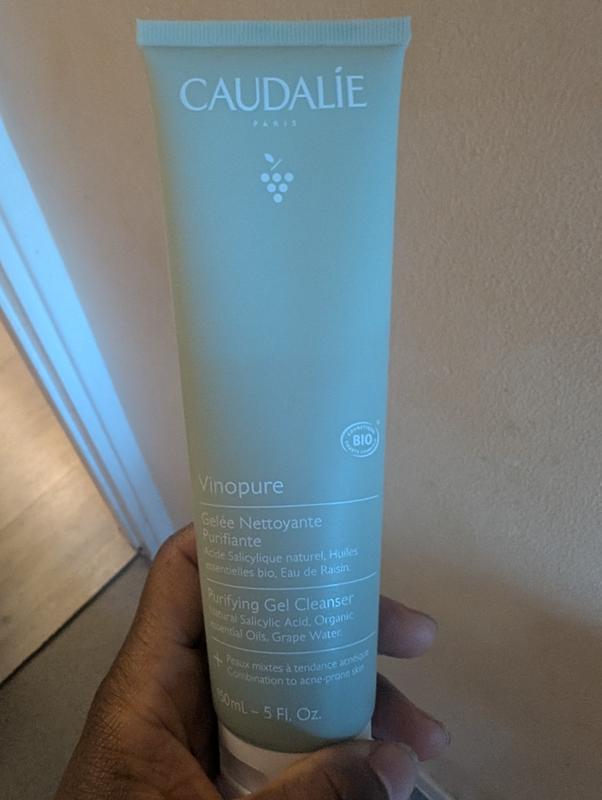 CAUDALÍE
PARIS
BIO
Vinopure
Gelée Nettoyante
Purifiante
Acide Salicylique naturel, Huiles
essentielles bio, Eau de Raisin.
Purifying Gel Cleanser
Natural Salicylic Acid, Organic
essential Oils, Grape Water.
+ Peaux mixtes à tendance acnéique
Combination to acne-prone skin
150mL – 5 Fl, Oz.